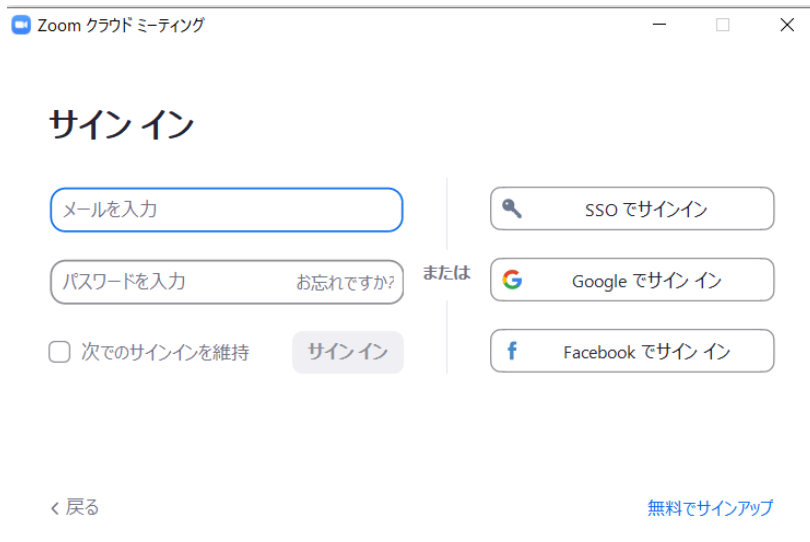 Zoom クラウド ミーティング
サイン イン
メールを入力
パスワードを入力 お忘れですか?
次でのサインインを維持 サイン イン
または
SSO でサインイン
Google でサイン イン
Facebook でサイン イン
戻る
無料でサインアップ